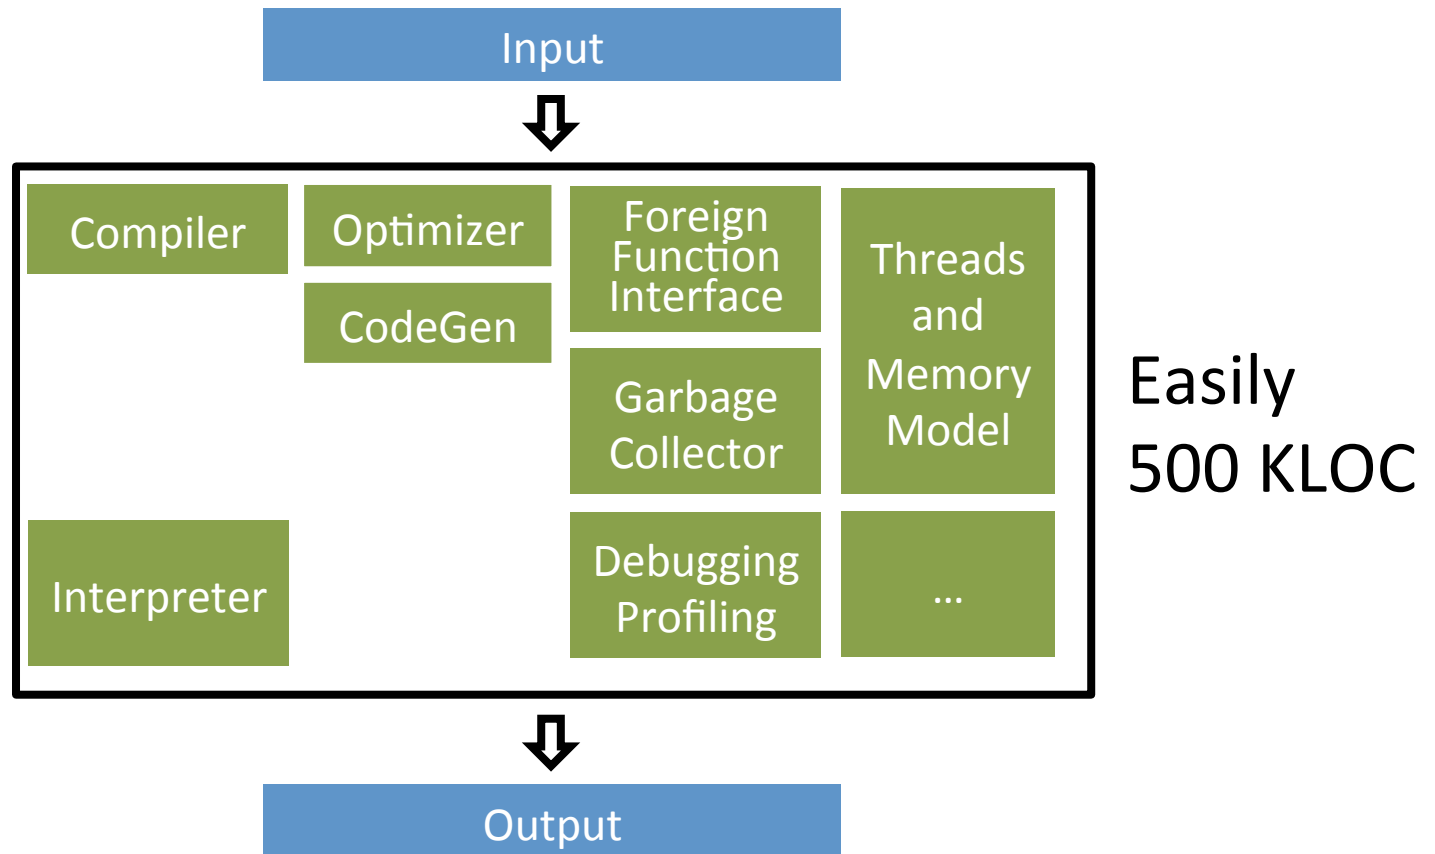 Input
Compiler
Optimizer
CodeGen
Foreign
Function
Interface
Threads
and
Memory
Model
Garbage
Collector
Easily
500 KLOC
Interpreter
Debugging
Profiling
...
Output